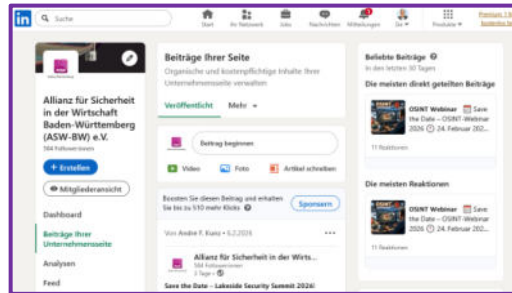 in
Suche
Start
Ihr Netzwerk
Jobs
Nachrichten
Mitteilungen
Sie
Produkte
Allianz für Sicherheit
in der Wirtschaft
Baden-Württemberg
(ASW-BW) e.V.
584 Follower:innen
+ Erstellen
Mitgliederansicht
Dashboard
Beiträge Ihrer
Unternehmensseite
Analysen
Feed
Beiträge Ihrer Seite
Organische und kostenpflichtige Inhalte Ihrer
Unternehmensseite verwalten
Veröffentlicht Mehr
Beitrag beginnen
Video Foto Artikel schreiben
Boosten Sie diesen Beitrag und erhalten
Sie bis zu 510 mehr Klicks
Sponsern
Von André F. Kunz • 6.2.2026
Allianz für Sicherheit in der Wirts...
584 Follower:innen
3 Tage •
Save the Date – Lakeside Security Summit 2026!
Beliebte Beiträge
In den letzten 30 Tagen
Die meisten direkt geteilten Beiträge
OSINT Webinar Save
the Date – OSINT-Webinar
2026 24. Februar 202...
11 Reaktionen
Die meisten Reaktionen
OSINT Webinar Save
the Date – OSINT-Webinar
2026 24. Februar 202...
11 Reaktionen